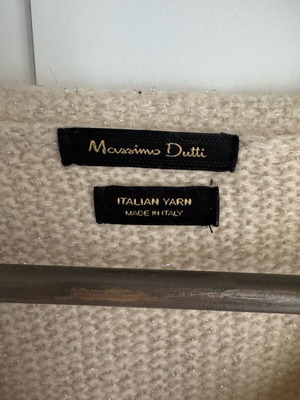 Massimo Dutti
ITALIAN YARN
MADE IN ITALY